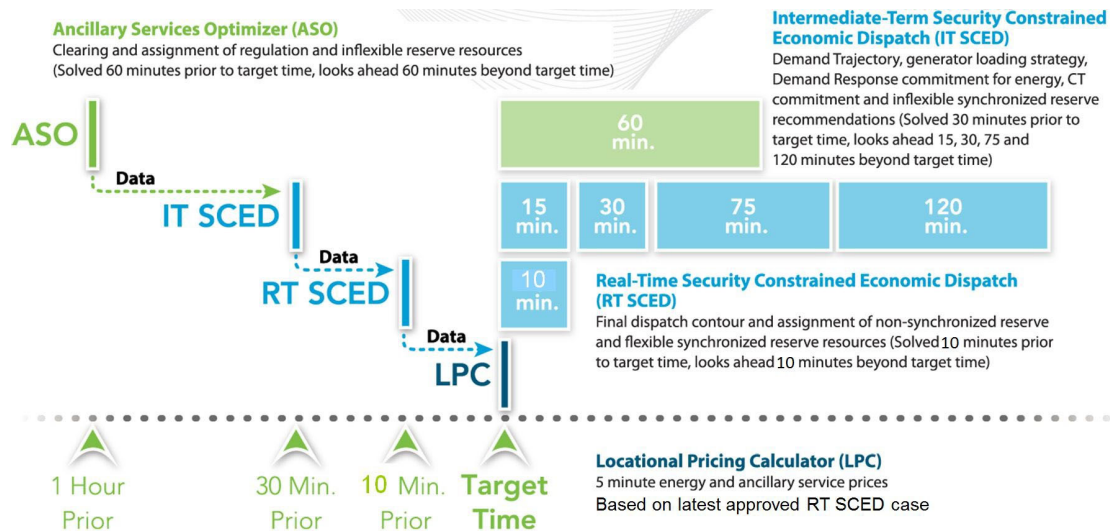 Ancillary Services Optimizer (ASO)
Clearing and assignment of regulation and inflexible reserve resources
(Solved 60 minutes prior to target time, looks ahead 60 minutes beyond target time)
Intermediate-Term Security Constrained
Economic Dispatch (IT SCED)
Demand Trajectory, generator loading strategy,
Demand Response commitment for energy, CT
commitment and inflexible synchronized reserve
recommendations (Solved 30 minutes prior to
target time, looks ahead 15, 30, 75 and
120 minutes beyond target time)
ASO
60
min.
Data
IT SCED
15
min.
30
min.
75
min.
120
min.
Data
RT SCED
10
min.
Real-Time Security Constrained Economic Dispatch
(RT SCED)
Final dispatch contour and assignment of non-synchronized reserve
and flexible synchronized reserve resources (Solved 10 minutes prior
to target time, looks ahead 10 minutes beyond target time)
Data
LPC
1 Hour
Prior
30 Min.
Prior
10 Min.
Prior
Target
Time
Locational Pricing Calculator (LPC)
5 minute energy and ancillary service prices
Based on latest approved RT SCED case